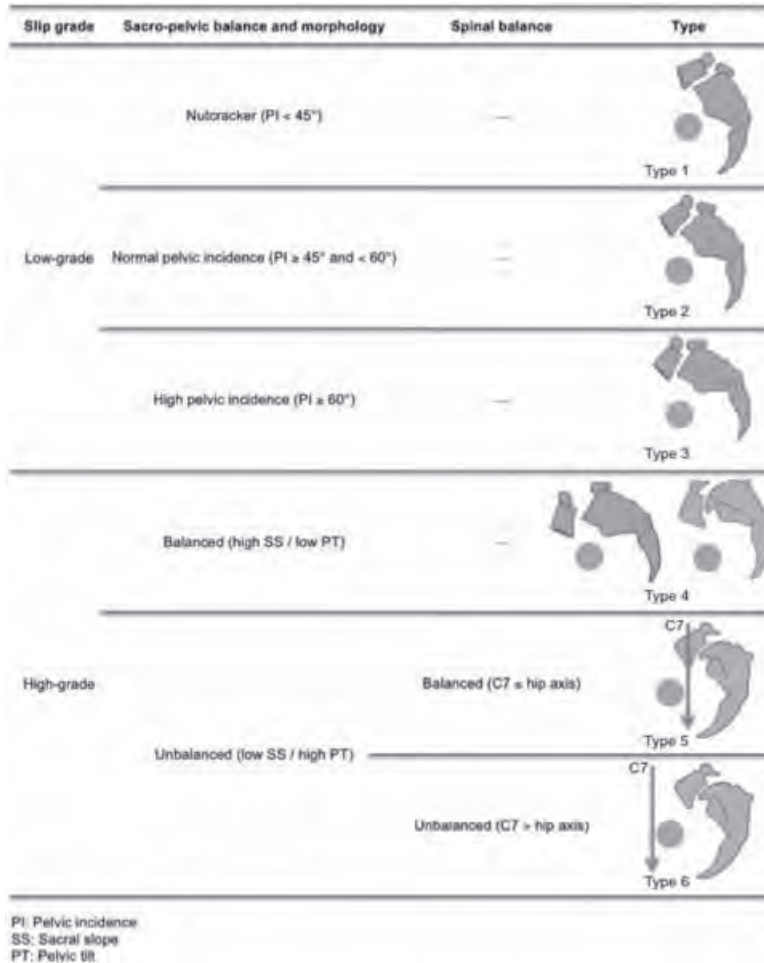 Slip grade Sacro-pelvic balance and morphology Spinal balance Type
Nutcracker (PI < 45°) —
Type 1
Low-grade Normal pelvic incidence (PI ≥ 45° and < 60°) —
Type 2
High pelvic incidence (PI ≥ 60°) —
Type 3
Balanced (high SS / low PT) —
Type 4
C7
High-grade Balanced (C7 ≤ hip axis)
Type 5
Unbalanced (low SS / high PT)
C7
Unbalanced (C7 > hip axis)
Type 6
PI: Pelvic incidence
SS: Sacral slope
PT: Pelvic tilt